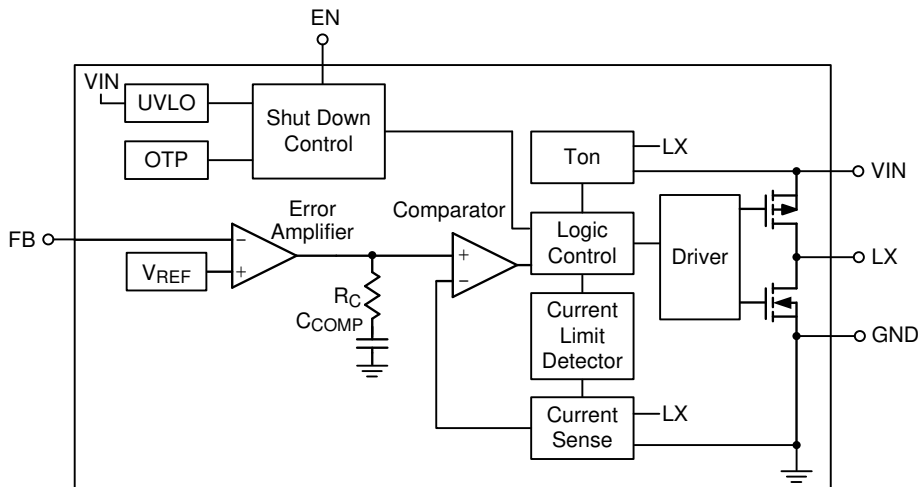 EN
VIN
UVLO
Shut Down
Control
OTP
Ton
LX
VIN
Error
Amplifier
Comparator
FB
−
+
VREF
+
−
Logic
Control
Driver
LX
RC
CCOMP
Current
Limit
Detector
GND
Current
Sense
LX